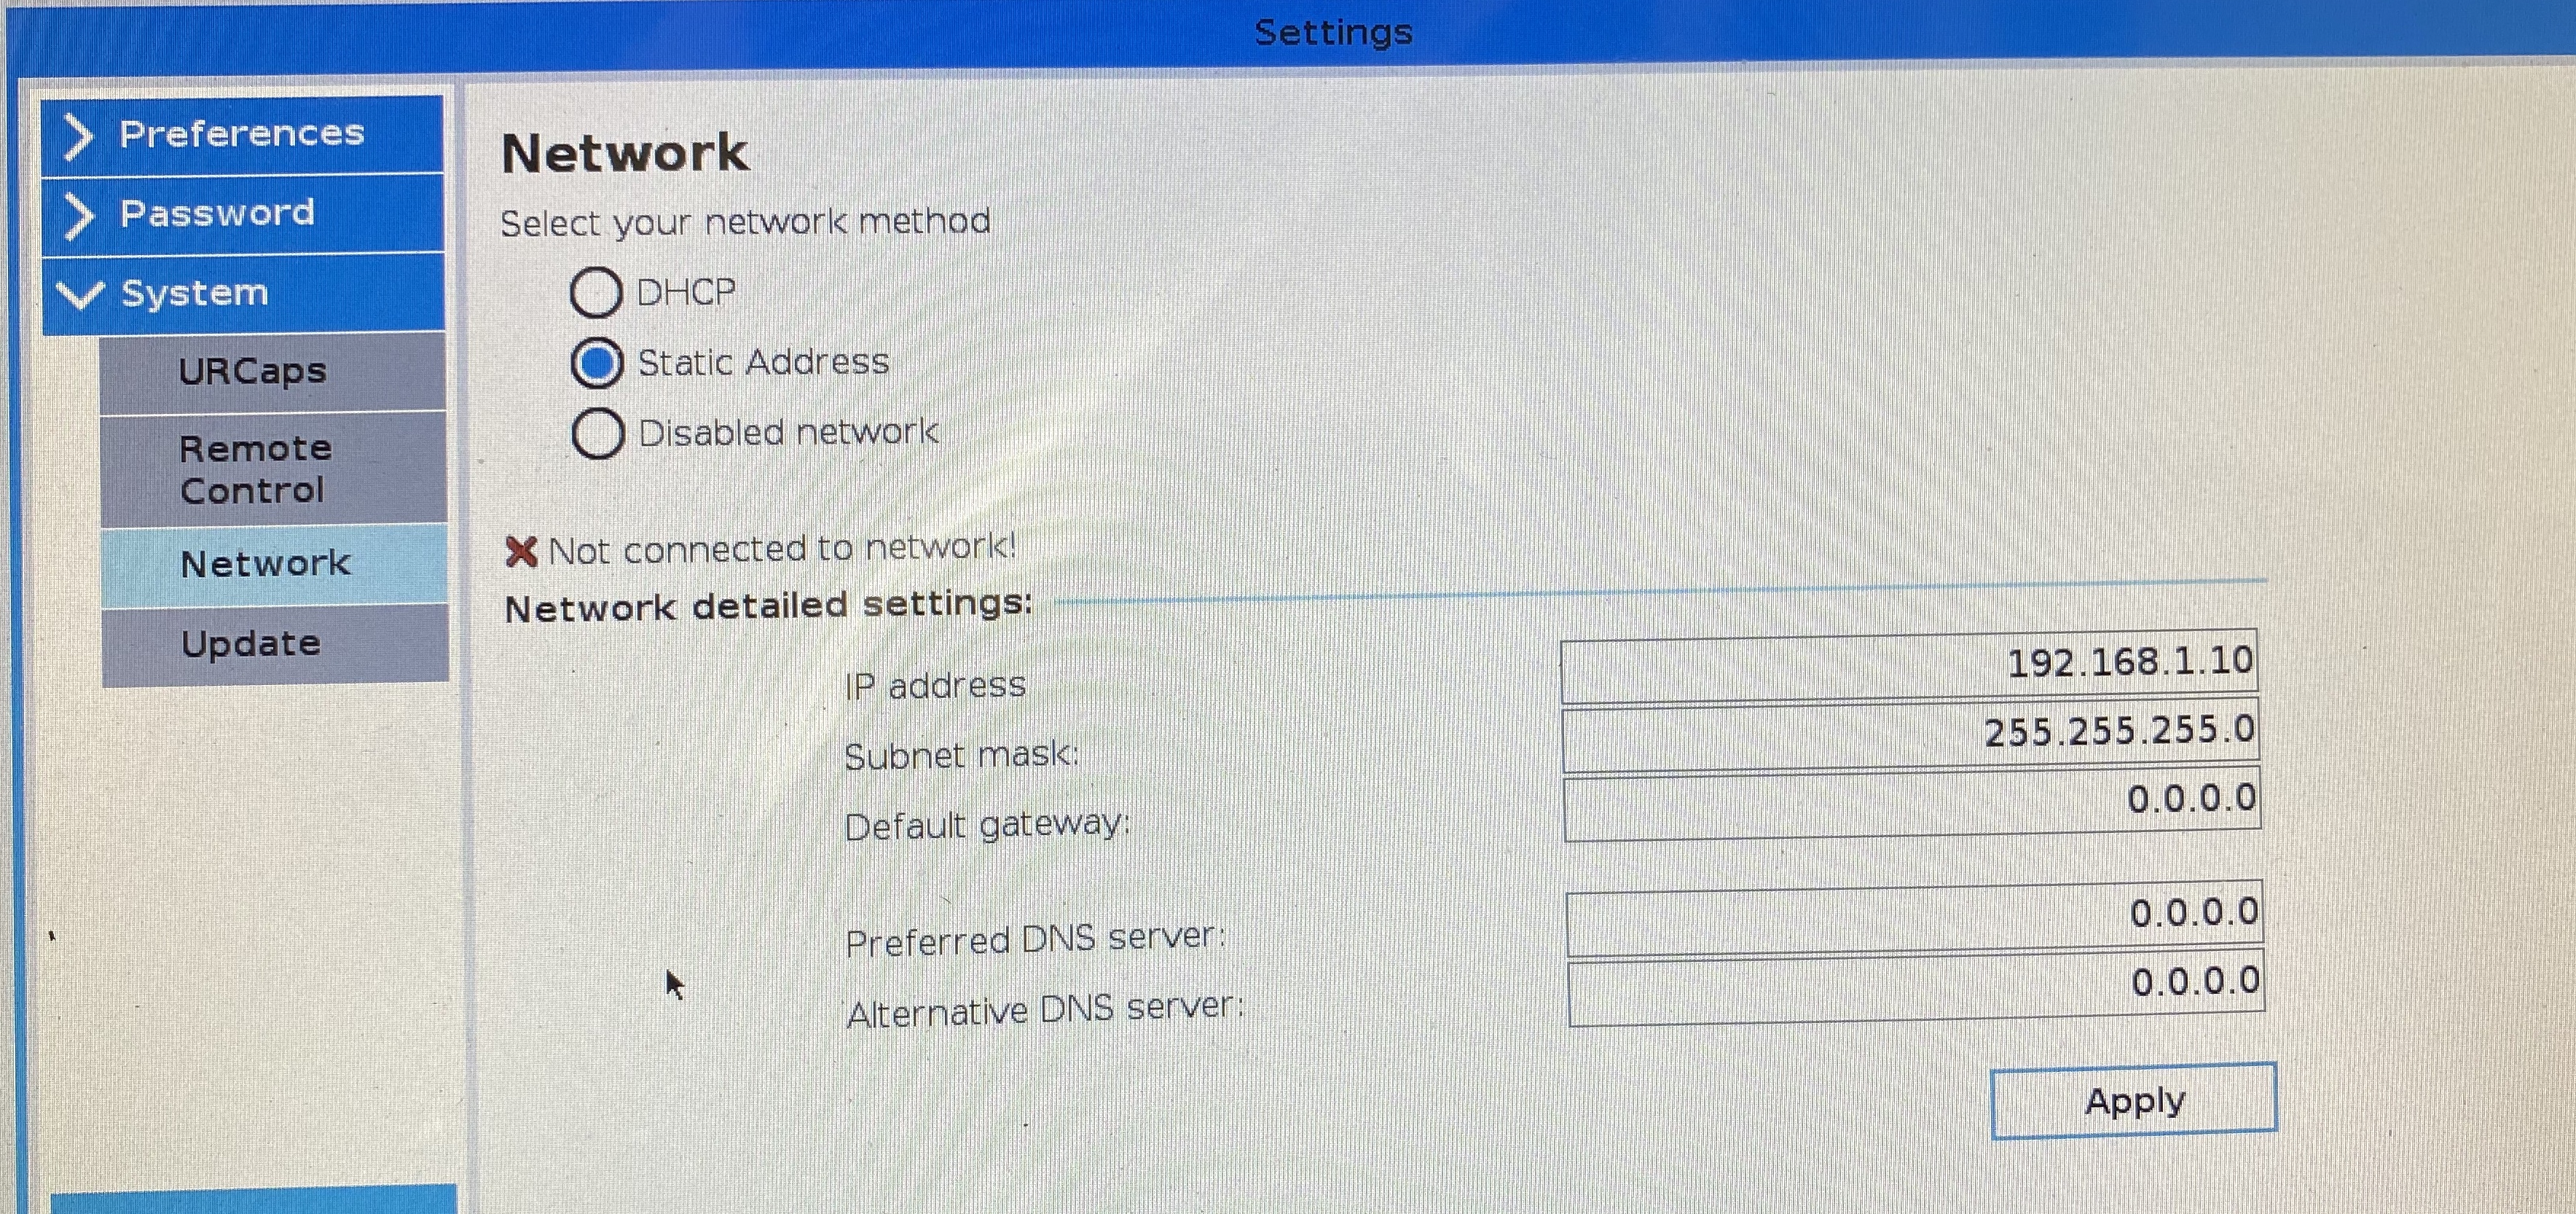 Settings
Preferences
Password
System
URCaps
Remote
Control
Network
Update
Network
Select your network method
DHCP
Static Address
Disabled network
Not connected to network!
Network detailed settings:
IP address
192.168.1.10
Subnet mask:
255.255.255.0
Default gateway:
0.0.0.0
Preferred DNS server:
0.0.0.0
Alternative DNS server:
0.0.0.0
Apply